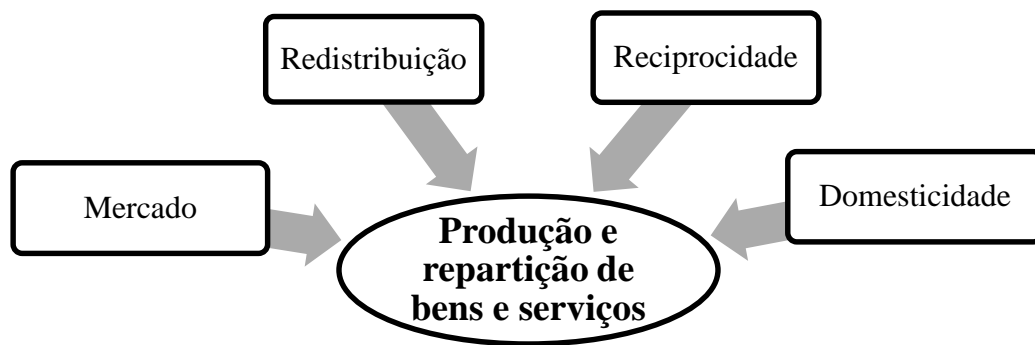 Redistribuição
Reciprocidade
Mercado
Domesticidade
Produção e
repartição de
bens e serviços